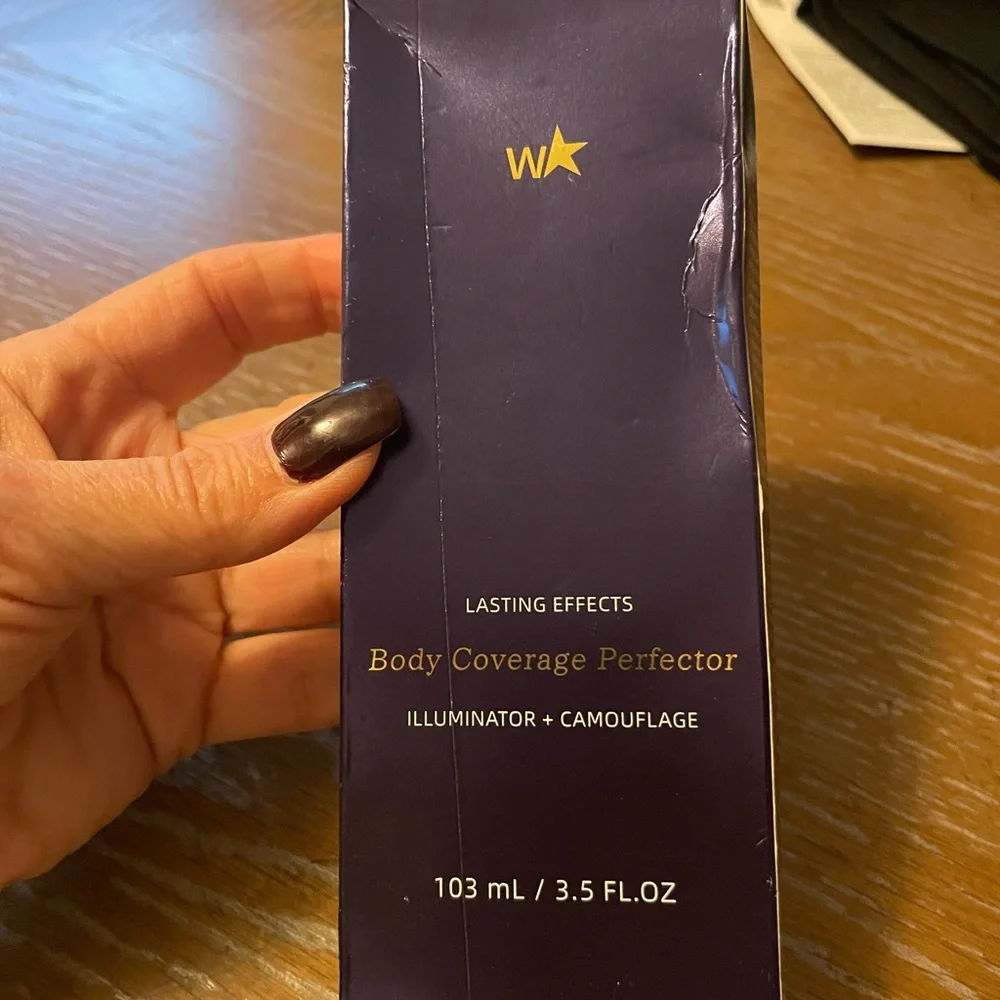 W
LASTING EFFECTS
Body Coverage Perfector
ILLUMINATOR + CAMOUFLAGE
103 mL / 3.5 FL.OZ